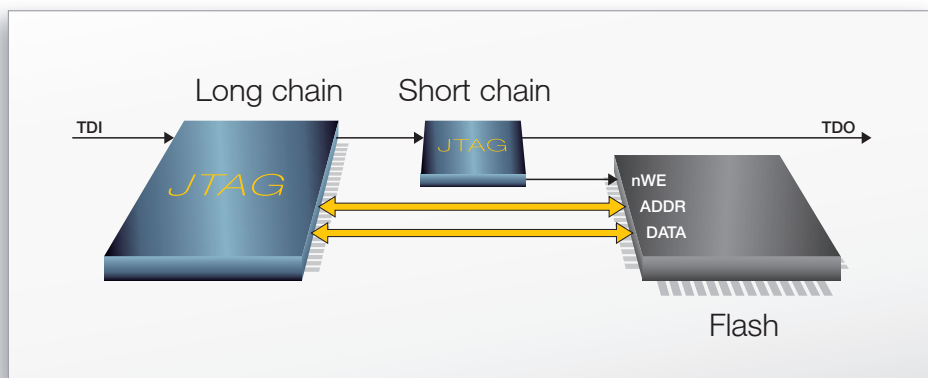 Long chain
Short chain
TDI
TDO
JTAG
JTAG
nWE
ADDR
DATA
Flash